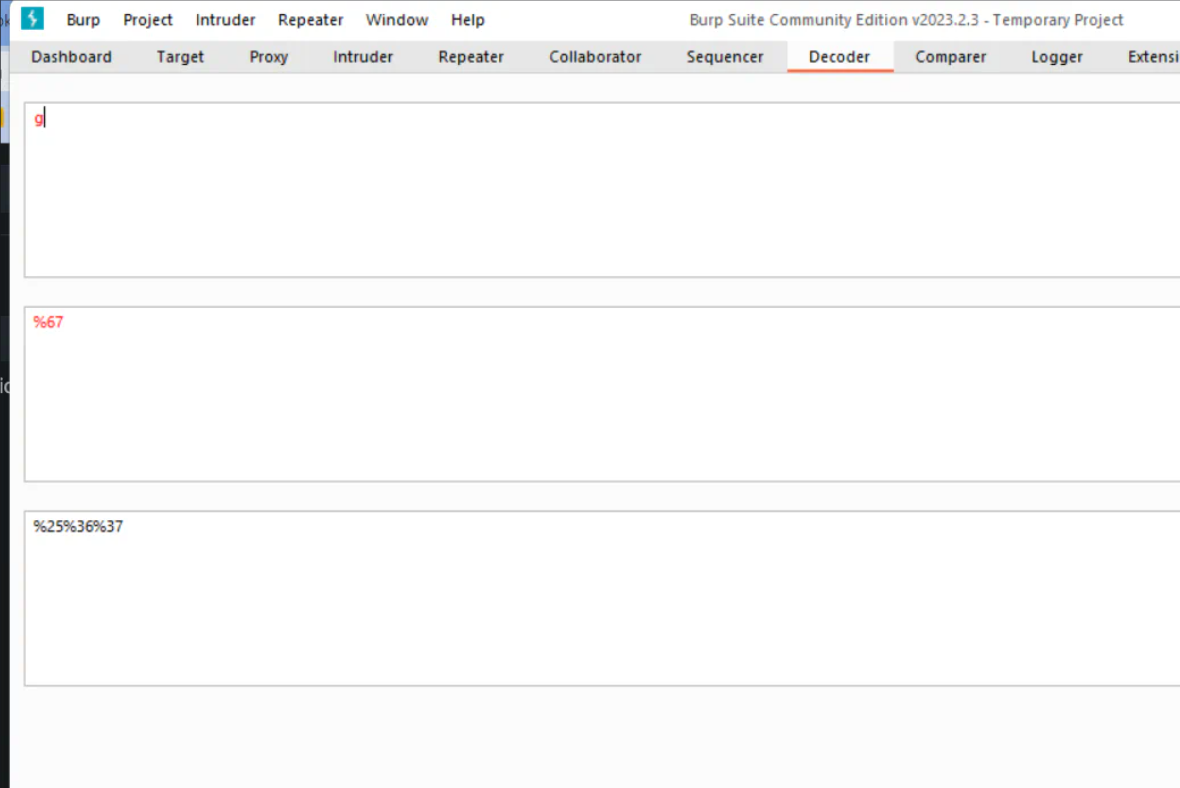 Burp Project Intruder Repeater Window Help Burp Suite Community Edition v2023.2.3 - Temporary Project
Dashboard Target Proxy Intruder Repeater Collaborator Sequencer Decoder Comparer Logger Extensi
g
%67
%25%36%37